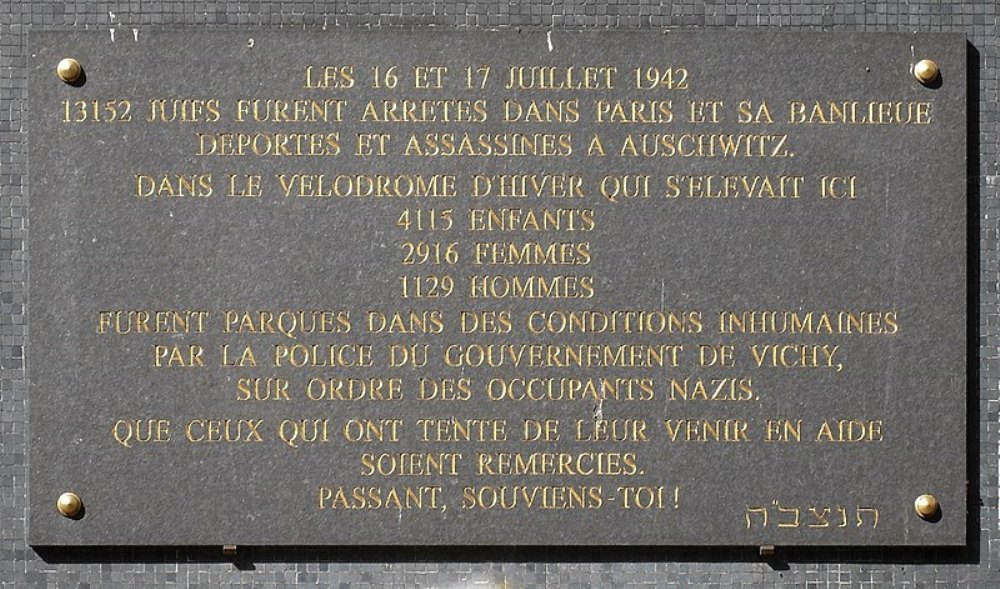 LES 16 ET 17 JUILLET 1942
13152 JUIFS FURENT ARRETES DANS PARIS ET SA BANLIEUE
DEPORTES ET ASSASSINES A AUSCHWITZ.
DANS LE VELODROME D'HIVER QUI S'ELEVAIT ICI
4115 ENFANTS
2916 FEMMES
1129 HOMMES
FURENT PARQUES DANS DES CONDITIONS INHUMAINES
PAR LA POLICE DU GOUVERNEMENT DE VICHY,
SUR ORDRE DES OCCUPANTS NAZIS.
QUE CEUX QUI ONT TENTE DE LEUR VENIR EN AIDE
SOIENT REMERCIES.
PASSANT, SOUVIENS-TOI !
תנצב"ה